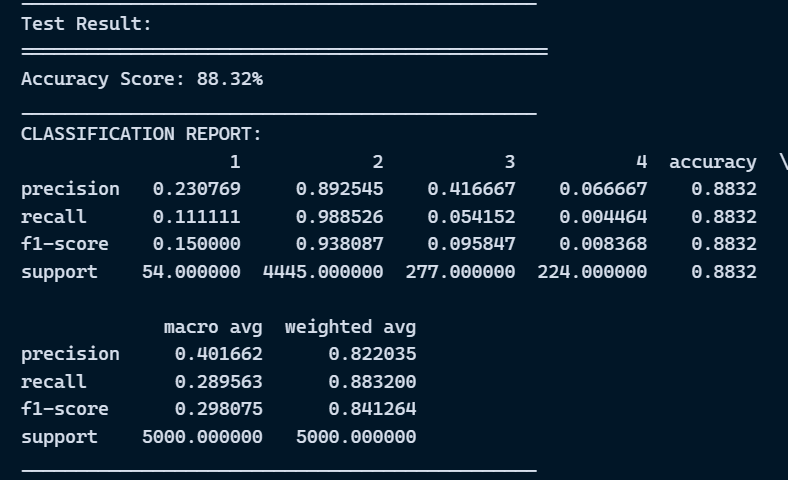 Test Result:
Accuracy Score: 88.32%
CLASSIFICATION REPORT:
1 2 3 4 accuracy \
precision 0.230769 0.892545 0.416667 0.066667 0.8832
recall 0.111111 0.988526 0.054152 0.004464 0.8832
f1-score 0.150000 0.938087 0.095847 0.008368 0.8832
support 54.000000 4445.000000 277.000000 224.000000 0.8832
macro avg weighted avg
precision 0.401662 0.822035
recall 0.289563 0.883200
f1-score 0.298075 0.841264
support 5000.000000 5000.000000